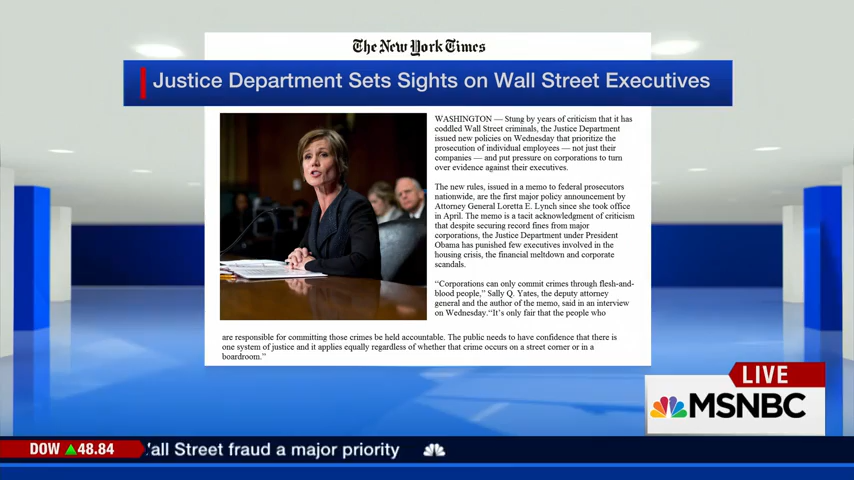 The New York Times
Justice Department Sets Sights on Wall Street Executives
WASHINGTON — Stung by years of criticism that it has
coddled Wall Street criminals, the Justice Department
issued new policies on Wednesday that prioritize the
prosecution of individual employees — not just their
companies — and put pressure on corporations to turn
over evidence against their executives.
The new rules, issued in a memo to federal prosecutors
nationwide, are the first major policy announcement by
Attorney General Loretta E. Lynch since she took office
in April. The memo is a tacit acknowledgment of criticism
that despite securing record fines from major
corporations, the Justice Department under President
Obama has punished few executives involved in the
housing crisis, the financial meltdown and corporate
scandals.
“Corporations can only commit crimes through flesh-and-
blood people,” Sally Q. Yates, the deputy attorney
general and the author of the memo, said in an interview
on Wednesday.“It’s only fair that the people who
are responsible for committing those crimes be held accountable. The public needs to have confidence that there is
one system of justice and it applies equally regardless of whether that crime occurs on a street corner or in a
boardroom.”
LIVE
MSNBC
DOW ▲48.84 all Street fraud a major priority